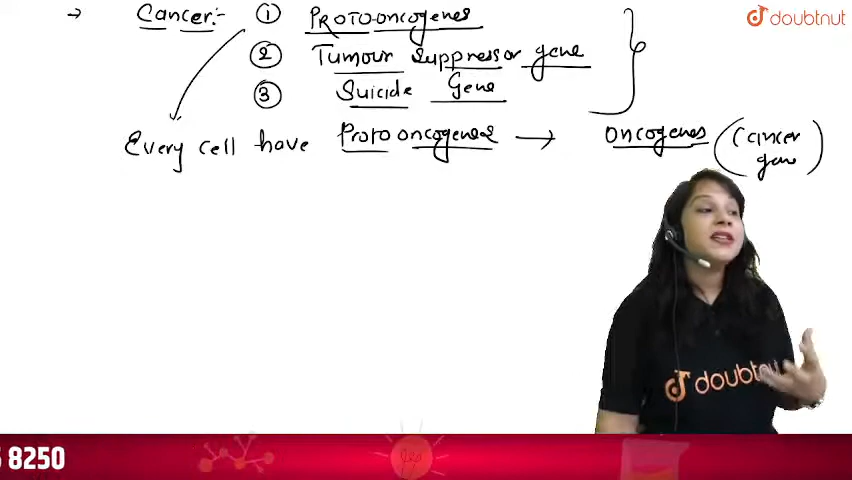 → Cancer:- ① Proto-oncogenes
② Tumour suppressor gene
③ Suicide Gene
Every cell have Proto oncogenes → oncogenes (Cancer gene)
doubtnut
doubtnut
8250